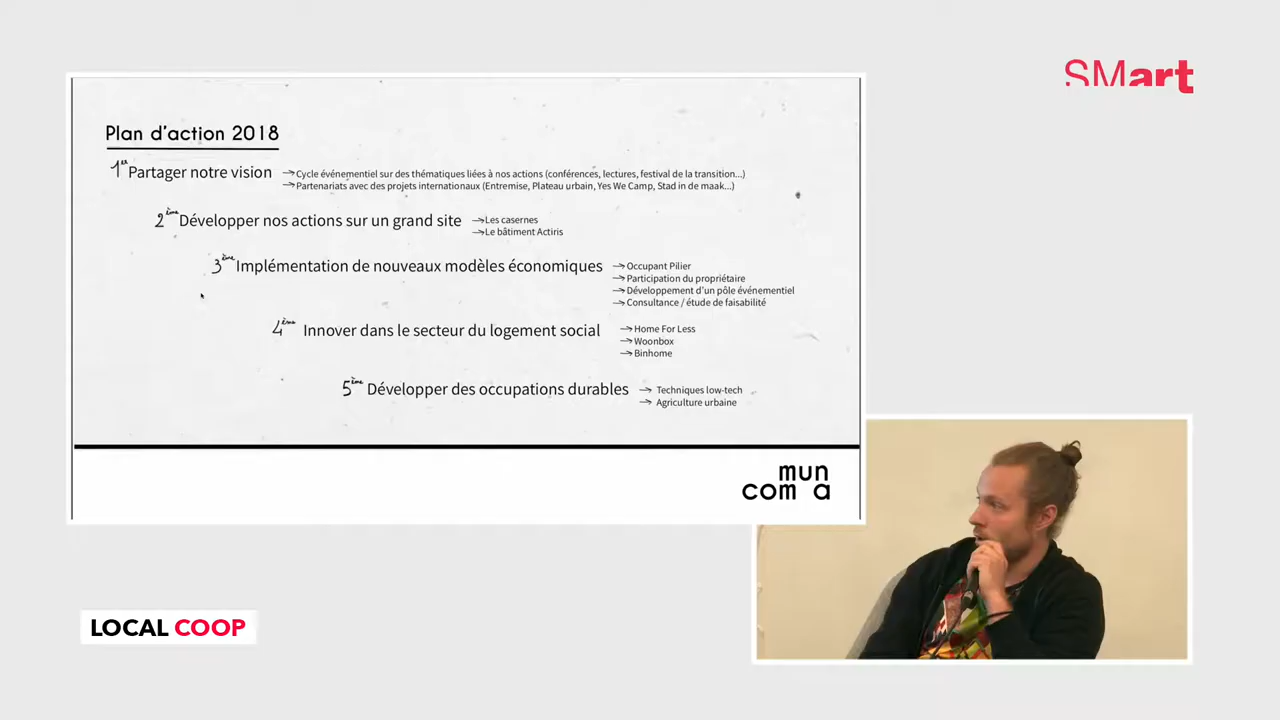 SMart
Plan d'action 2018
1er Partager notre vision
→Cycle événementiel sur des thématiques liées à nos actions (conférences, lectures, festival de la transition...)
→Partenariats avec des projets internationaux (Entremise, Plateau urbain, Yes We Camp, Stad in de maak...)
2ème Développer nos actions sur un grand site
→Les casernes
→Le bâtiment Actiris
3ème Implémentation de nouveaux modèles économiques
→Occupant Pilier
→Participation du propriétaire
→Développement d'un pôle événementiel
→Consultance / étude de faisabilité
4ème Innover dans le secteur du logement social
→Home For Less
→Woonbox
→Binhome
5ème Développer des occupations durables
→ Techniques low-tech
→ Agriculture urbaine
mun
com a
LOCAL COOP